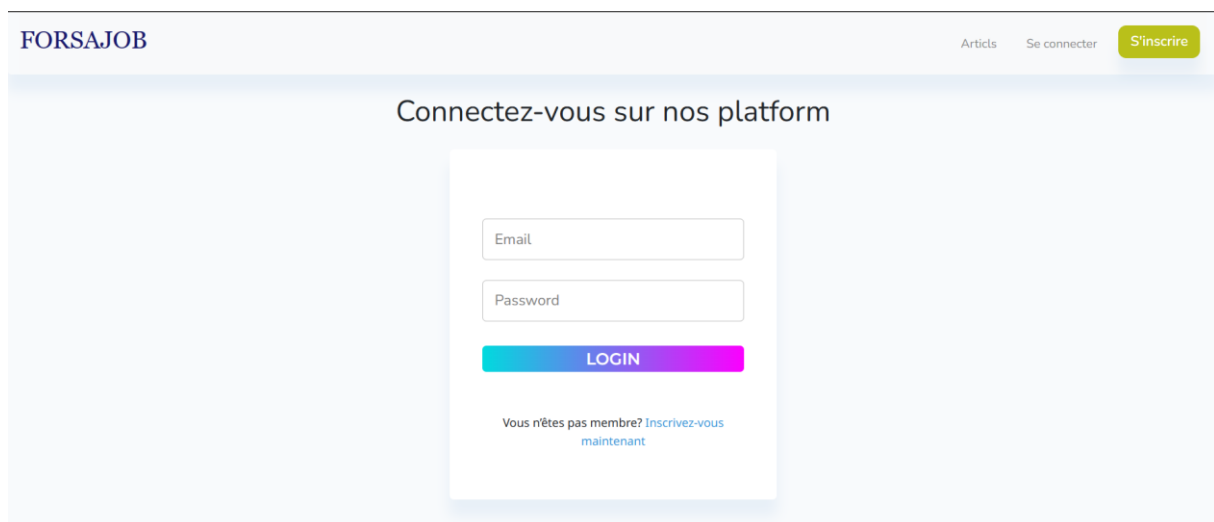 FORSAJOB
Articls
Se connecter
S'inscrire
Connectez-vous sur nos platform
Email
Password
LOGIN
Vous n'êtes pas membre? Inscrivez-vous
maintenant